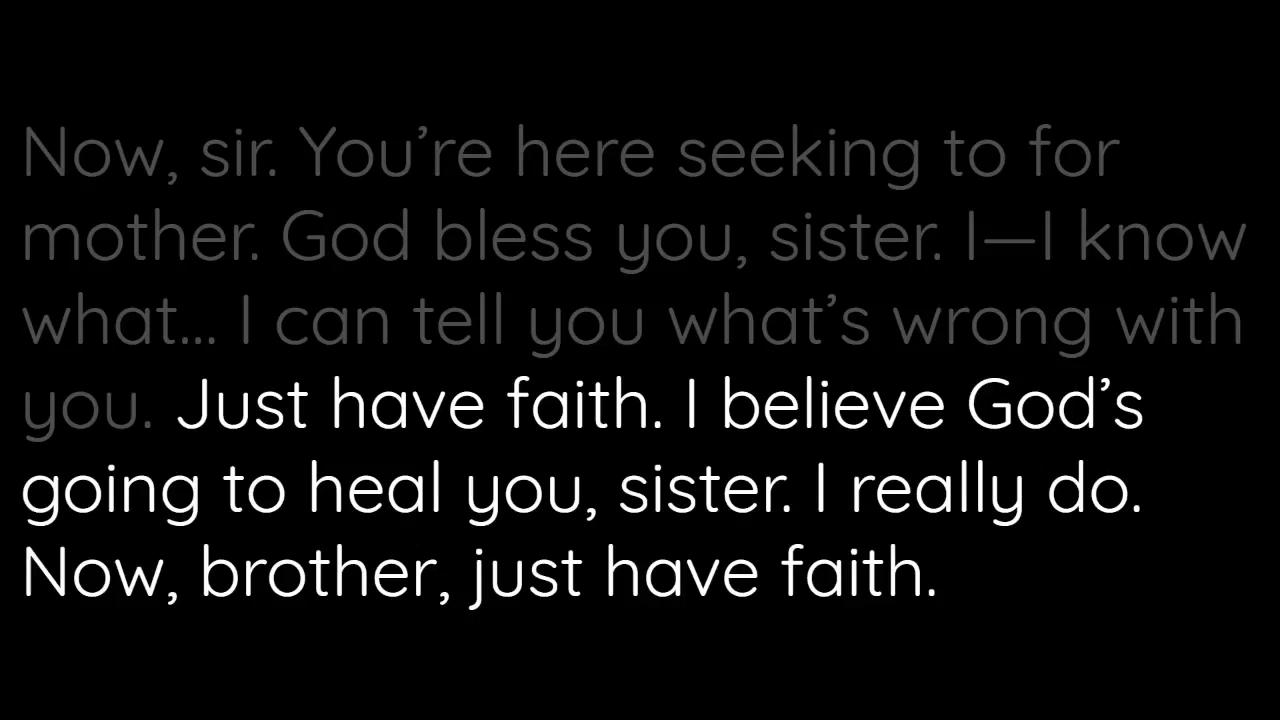 Now, sir. You’re here seeking to for
mother. God bless you, sister. I—I know
what... I can tell you what’s wrong with
you. Just have faith. I believe God’s
going to heal you, sister. I really do.
Now, brother, just have faith.